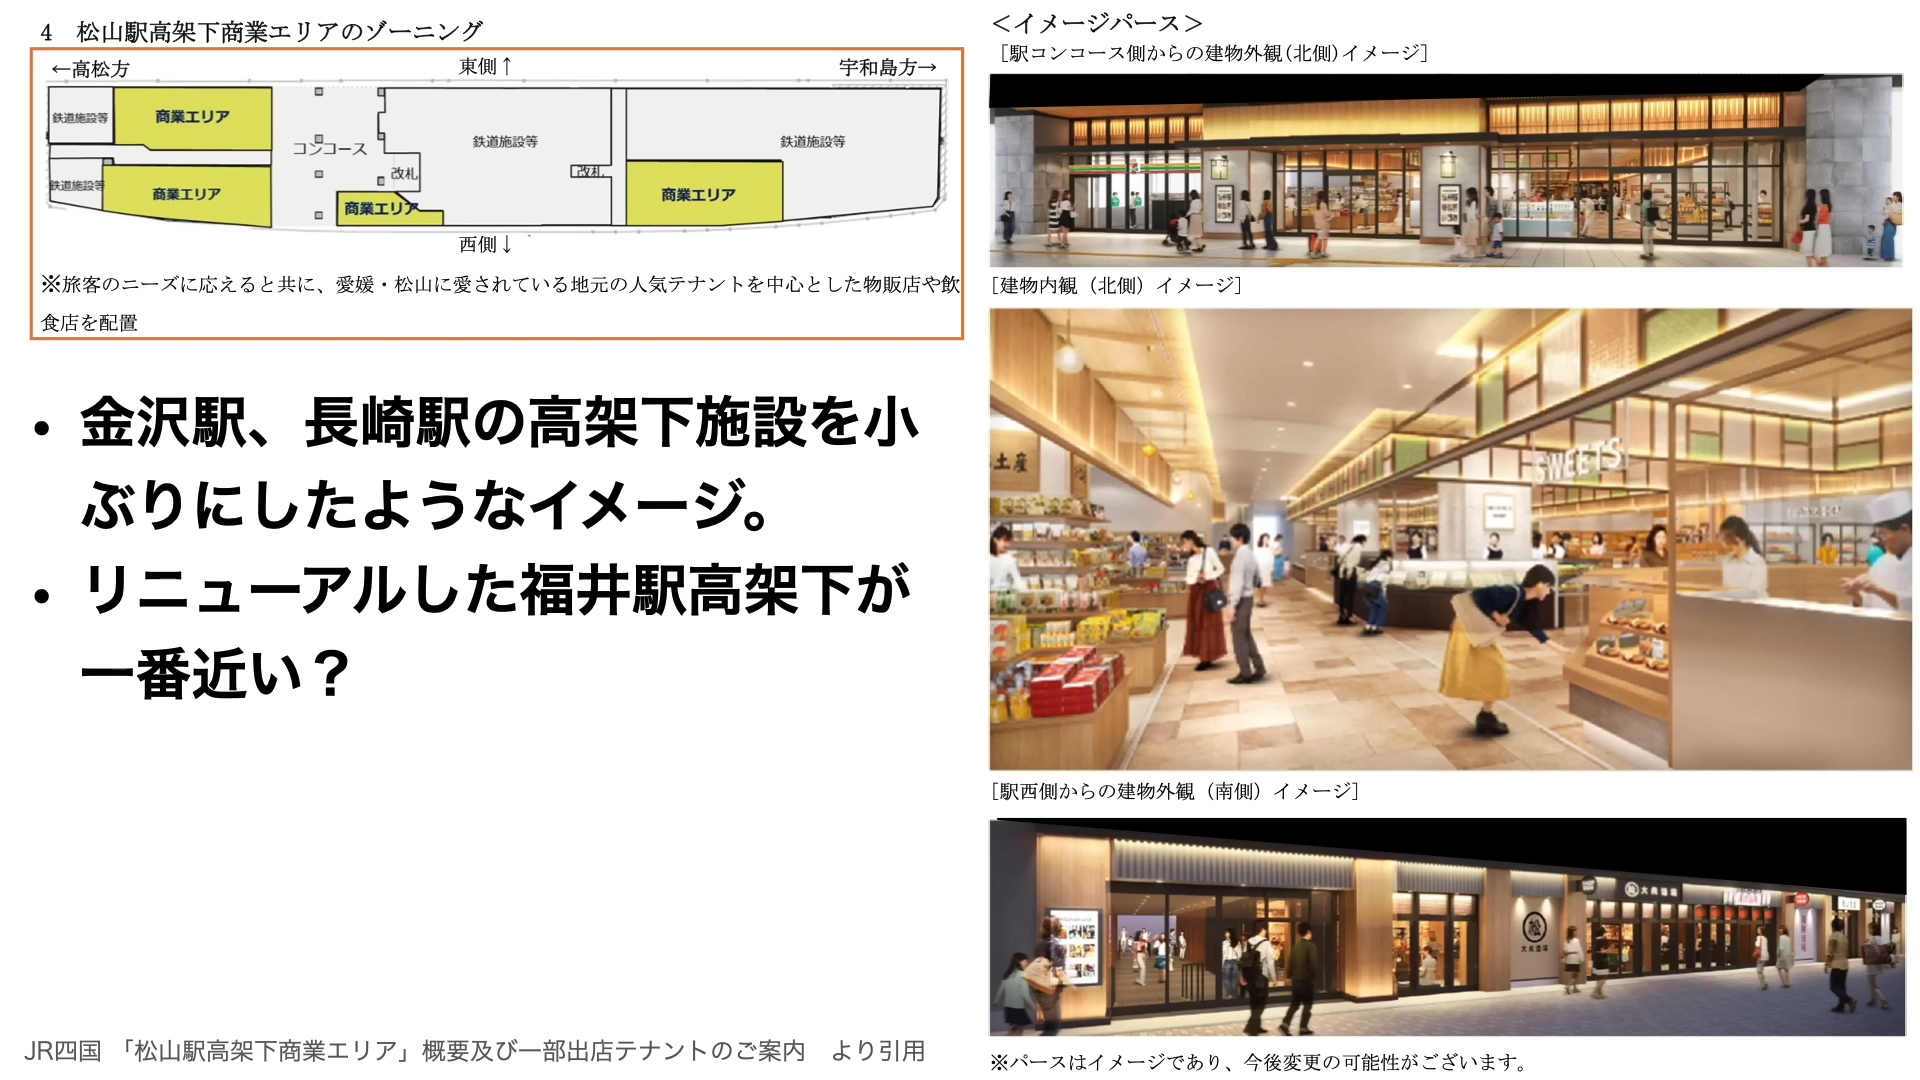 4　松山駅高架下商業エリアのゾーニング
←高松方
東側↑
宇和島方→
鉄道施設等
商業エリア
コンコース
鉄道施設等
鉄道施設等
改札
改札
鉄道施設等
商業エリア
商業エリア
商業エリア
西側↓
※旅客のニーズに応えると共に、愛媛・松山に愛されている地元の人気テナントを中心とした物販店や飲
食店を配置
• 金沢駅、長崎駅の高架下施設を小
ぶりにしたようなイメージ。
• リニューアルした福井駅高架下が
一番近い？
JR四国　「松山駅高架下商業エリア」概要及び一部出店テナントのご案内　より引用
＜イメージパース＞
［駅コンコース側からの建物外観(北側)イメージ］
［建物内観（北側）イメージ］
土産
SWEETS
［駅西側からの建物外観（南側）イメージ］
松
大衆酒場
大衆酒場
※パースはイメージであり、今後変更の可能性がございます。